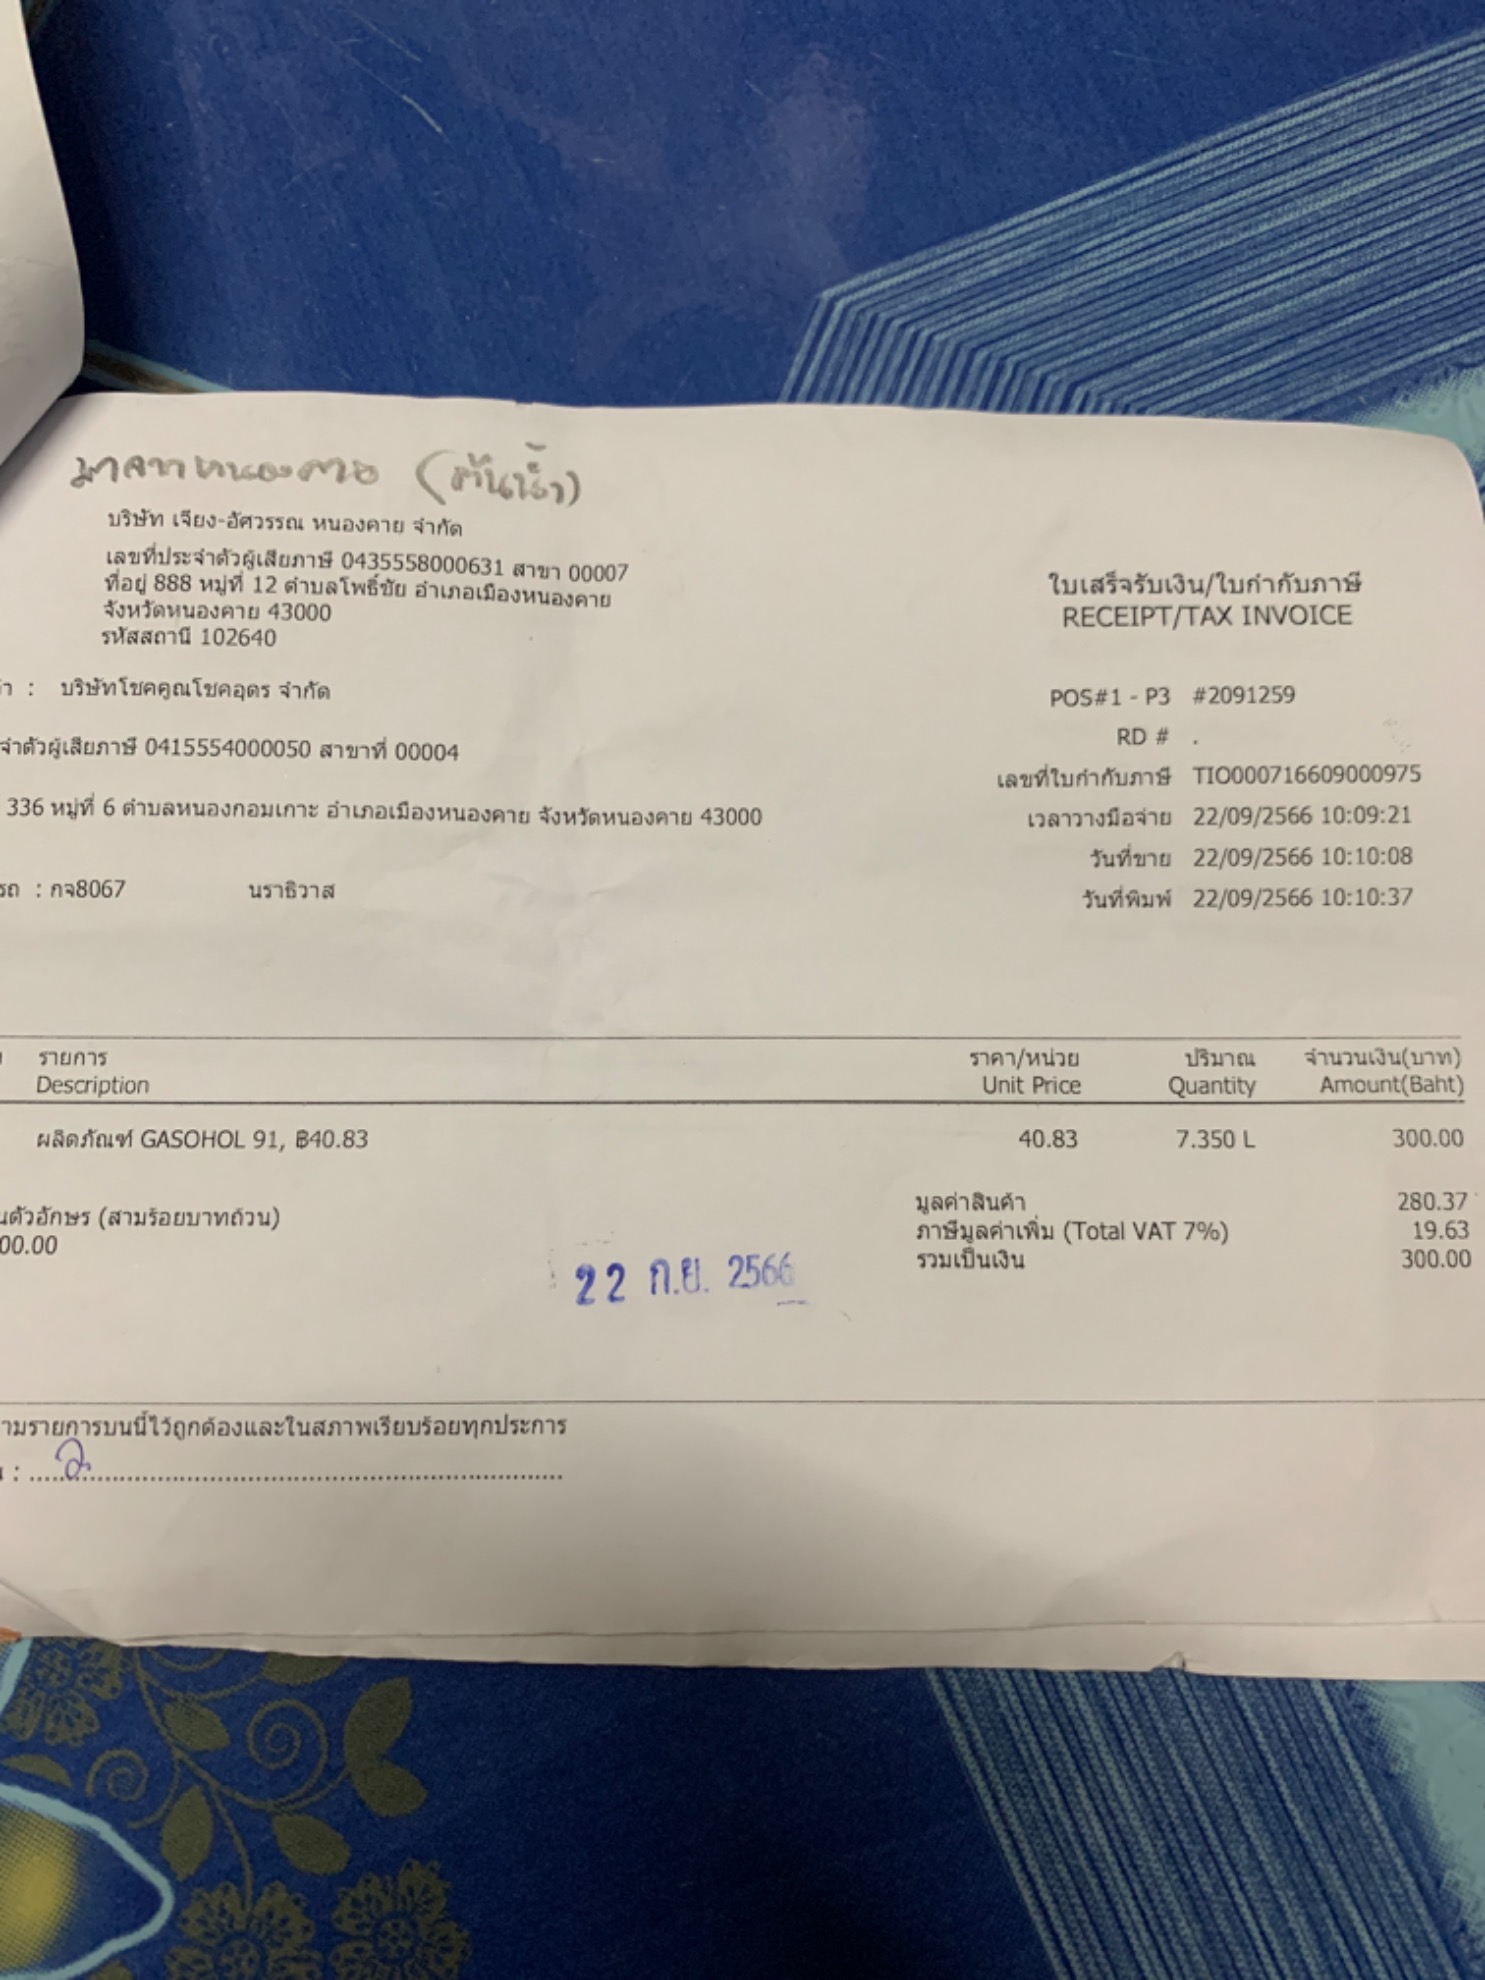 (ต้นน้ำ)
บริษัท เจียง-อัศวรรณ หนองคาย จำกัด
เลขที่ประจำตัวผู้เสียภาษี 0435558000631 สาขา 00007
ที่อยู่ 888 หมู่ที่ 12 ตำบลโพธิ์ชัย อำเภอเมืองหนองคาย
จังหวัดหนองคาย 43000
รหัสสถานี 102640
ใบเสร็จรับเงิน/ใบกำกับภาษี
RECEIPT/TAX INVOICE
: บริษัทโชคคูณโชคอุดร จำกัด
จำตัวผู้เสียภาษี 0415554000050 สาขาที่ 00004
336 หมู่ที่ 6 ตำบลหนองกอมเกาะ อำเภอเมืองหนองคาย จังหวัดหนองคาย 43000
รถ : กจ8067 นราธิวาส
POS#1 - P3 #2091259
RD # .
เลขที่ใบกำกับภาษี TIO000716609000975
เวลาวางมือจ่าย 22/09/2566 10:09:21
วันที่ขาย 22/09/2566 10:10:08
วันที่พิมพ์ 22/09/2566 10:10:37
รายการ ราคา/หน่วย ปริมาณ จำนวนเงิน(บาท)
Description Unit Price Quantity Amount(Baht)
ผลิตภัณฑ์ GASOHOL 91, ฿40.83 40.83 7.350 L 300.00
นตัวอักษร (สามร้อยบาทถ้วน)
00.00
มูลค่าสินค้า 280.37
ภาษีมูลค่าเพิ่ม (Total VAT 7%) 19.63
รวมเป็นเงิน 300.00
22 ก.ย. 2566
ามรายการบนนี้ไว้ถูกต้องและในสภาพเรียบร้อยทุกประการ